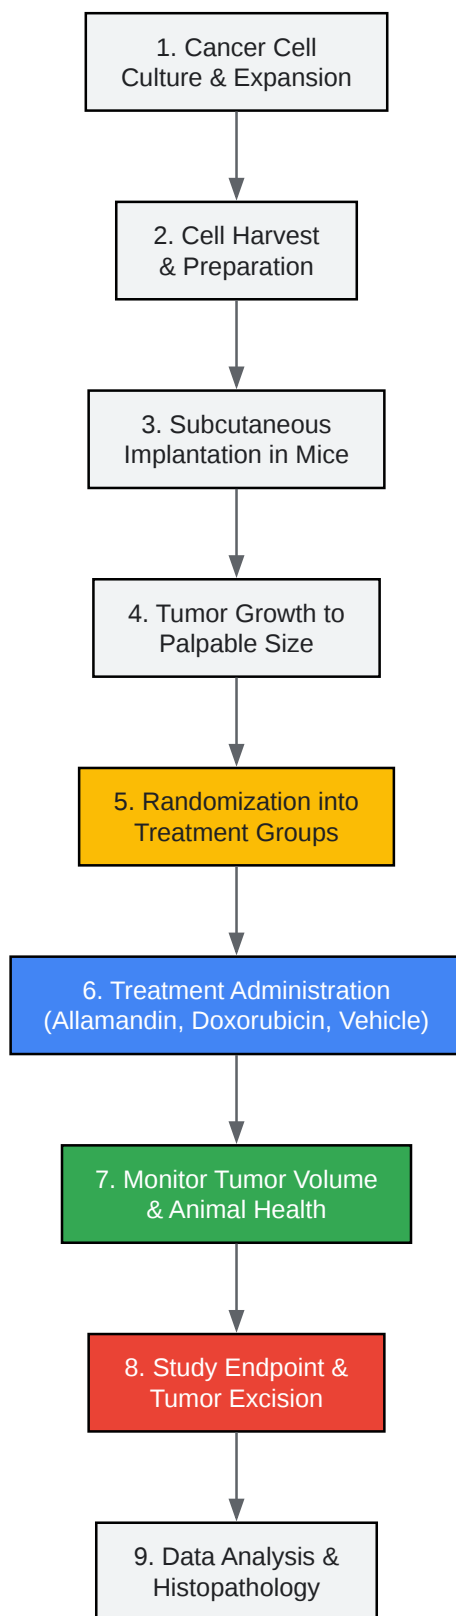 1. Cancer Cell
Culture & Expansion
2. Cell Harvest
& Preparation
3. Subcutaneous
Implantation in Mice
4. Tumor Growth to
Palpable Size
5. Randomization into
Treatment Groups
6. Treatment Administration
(Allamandin, Doxorubicin, Vehicle)
7. Monitor Tumor Volume
& Animal Health
8. Study Endpoint &
Tumor Excision
9. Data Analysis &
Histopathology